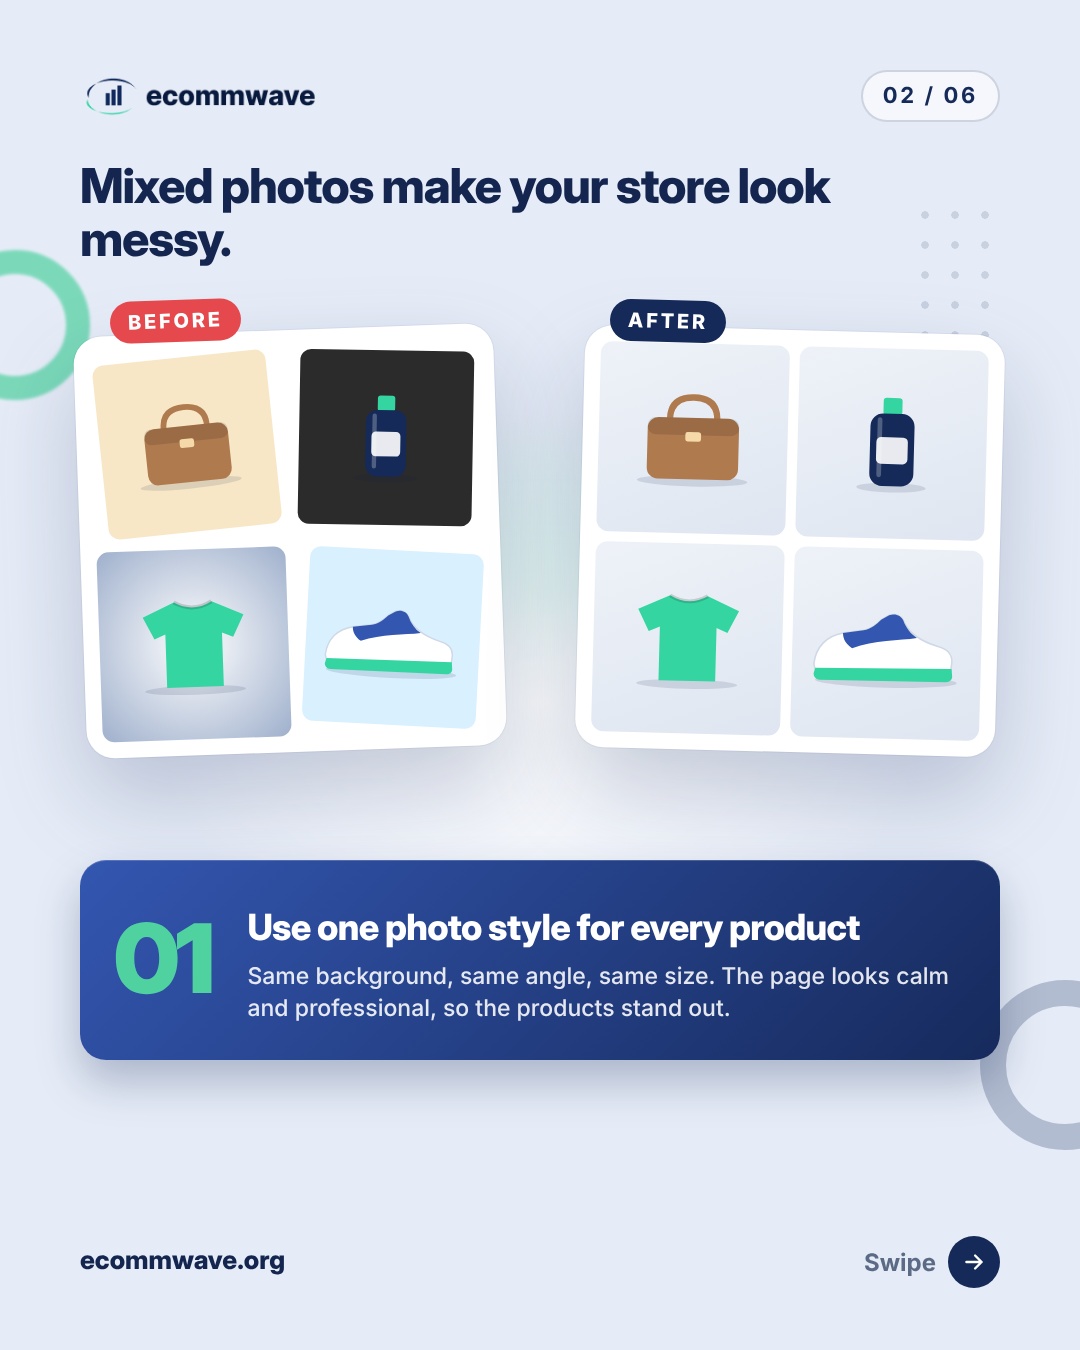 ecommwave
02 / 06
Mixed photos make your store look
messy.
BEFORE
AFTER
01
Use one photo style for every product
Same background, same angle, same size. The page looks calm
and professional, so the products stand out.
ecommwave.org
Swipe